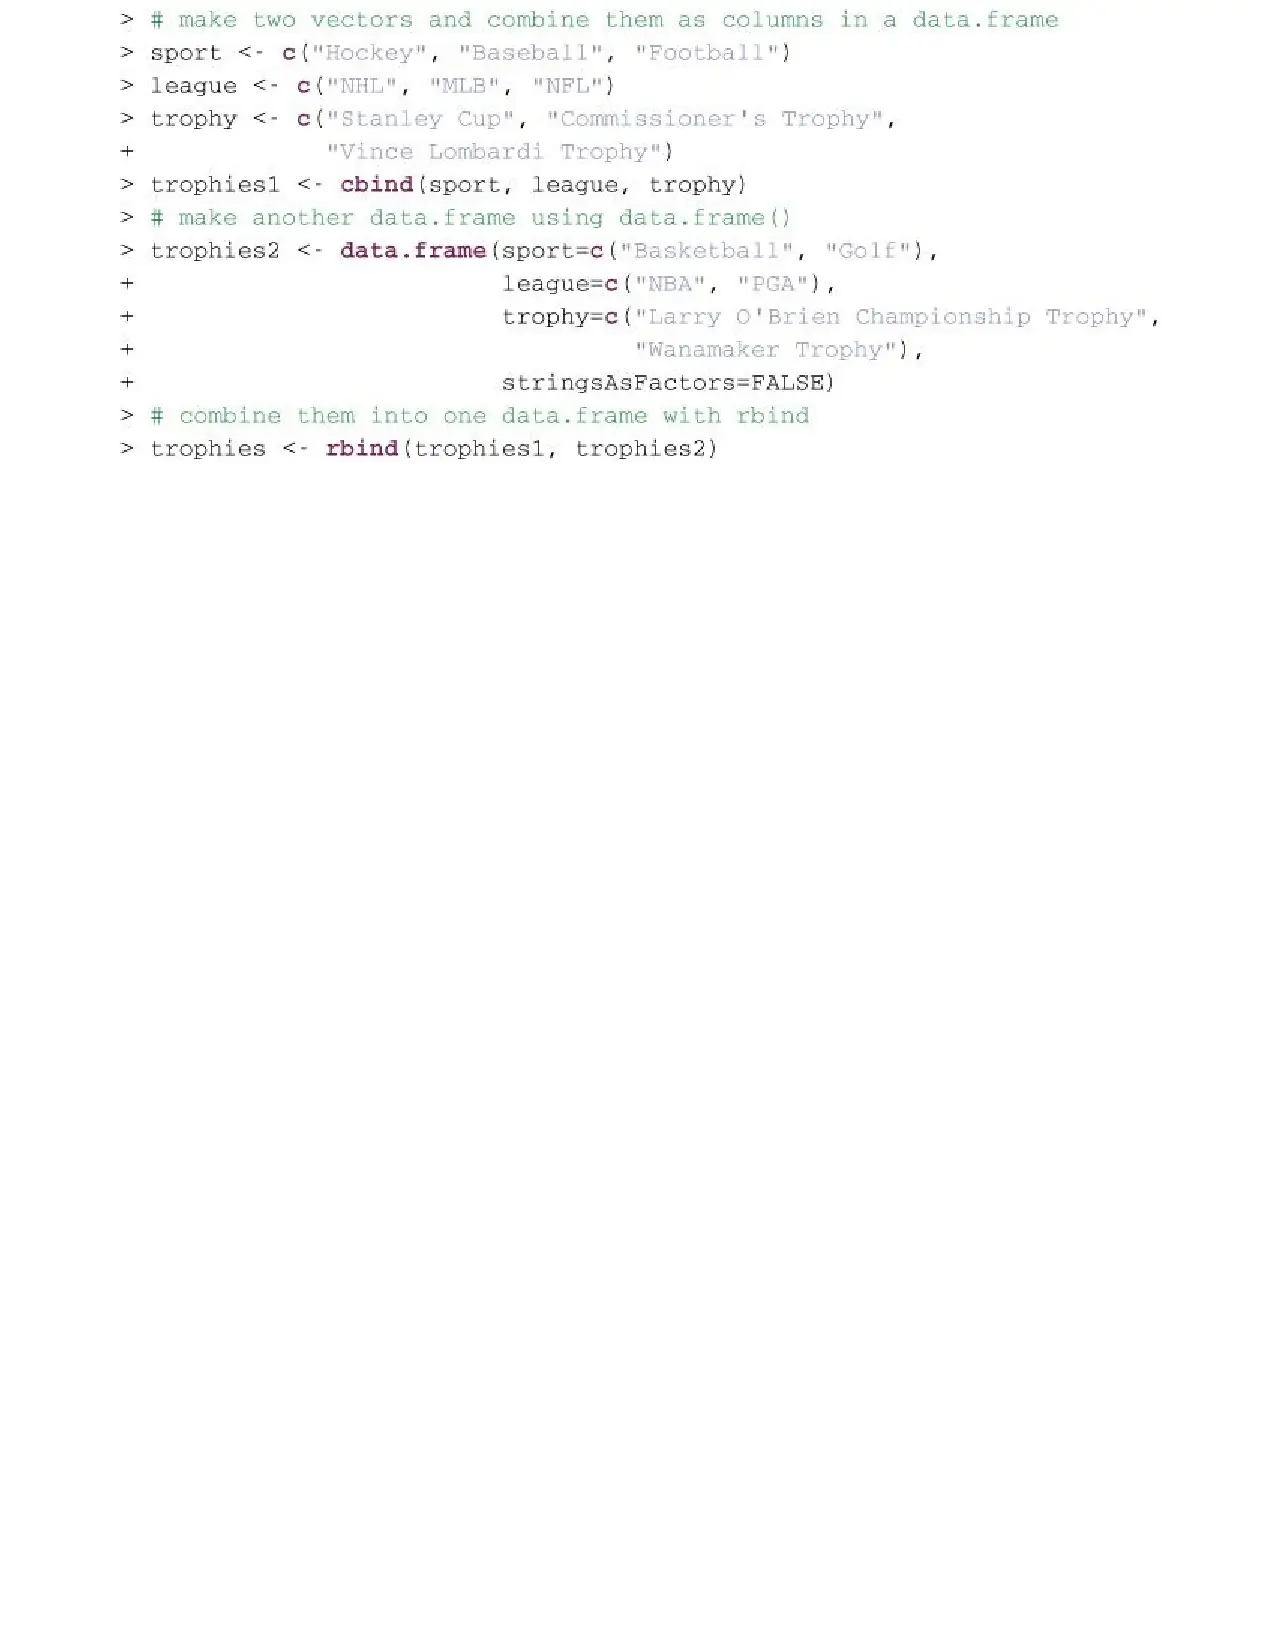 > # make two vectors and combine them as columns in a data.frame
> sport <- c("Hockey", "Baseball", "Football")
> league <- c("NHL", "MLB", "NFL")
> trophy <- c("Stanley Cup", "Commissioner's Trophy",
+             "Vince Lombardi Trophy")
> trophies1 <- cbind(sport, league, trophy)
> # make another data.frame using data.frame()
> trophies2 <- data.frame(sport=c("Basketball", "Golf"),
+                         league=c("NBA", "PGA"),
+                         trophy=c("Larry O'Brien Championship Trophy",
+                                  "Wanamaker Trophy"),
+                         stringsAsFactors=FALSE)
> # combine them into one data.frame with rbind
> trophies <- rbind(trophies1, trophies2)